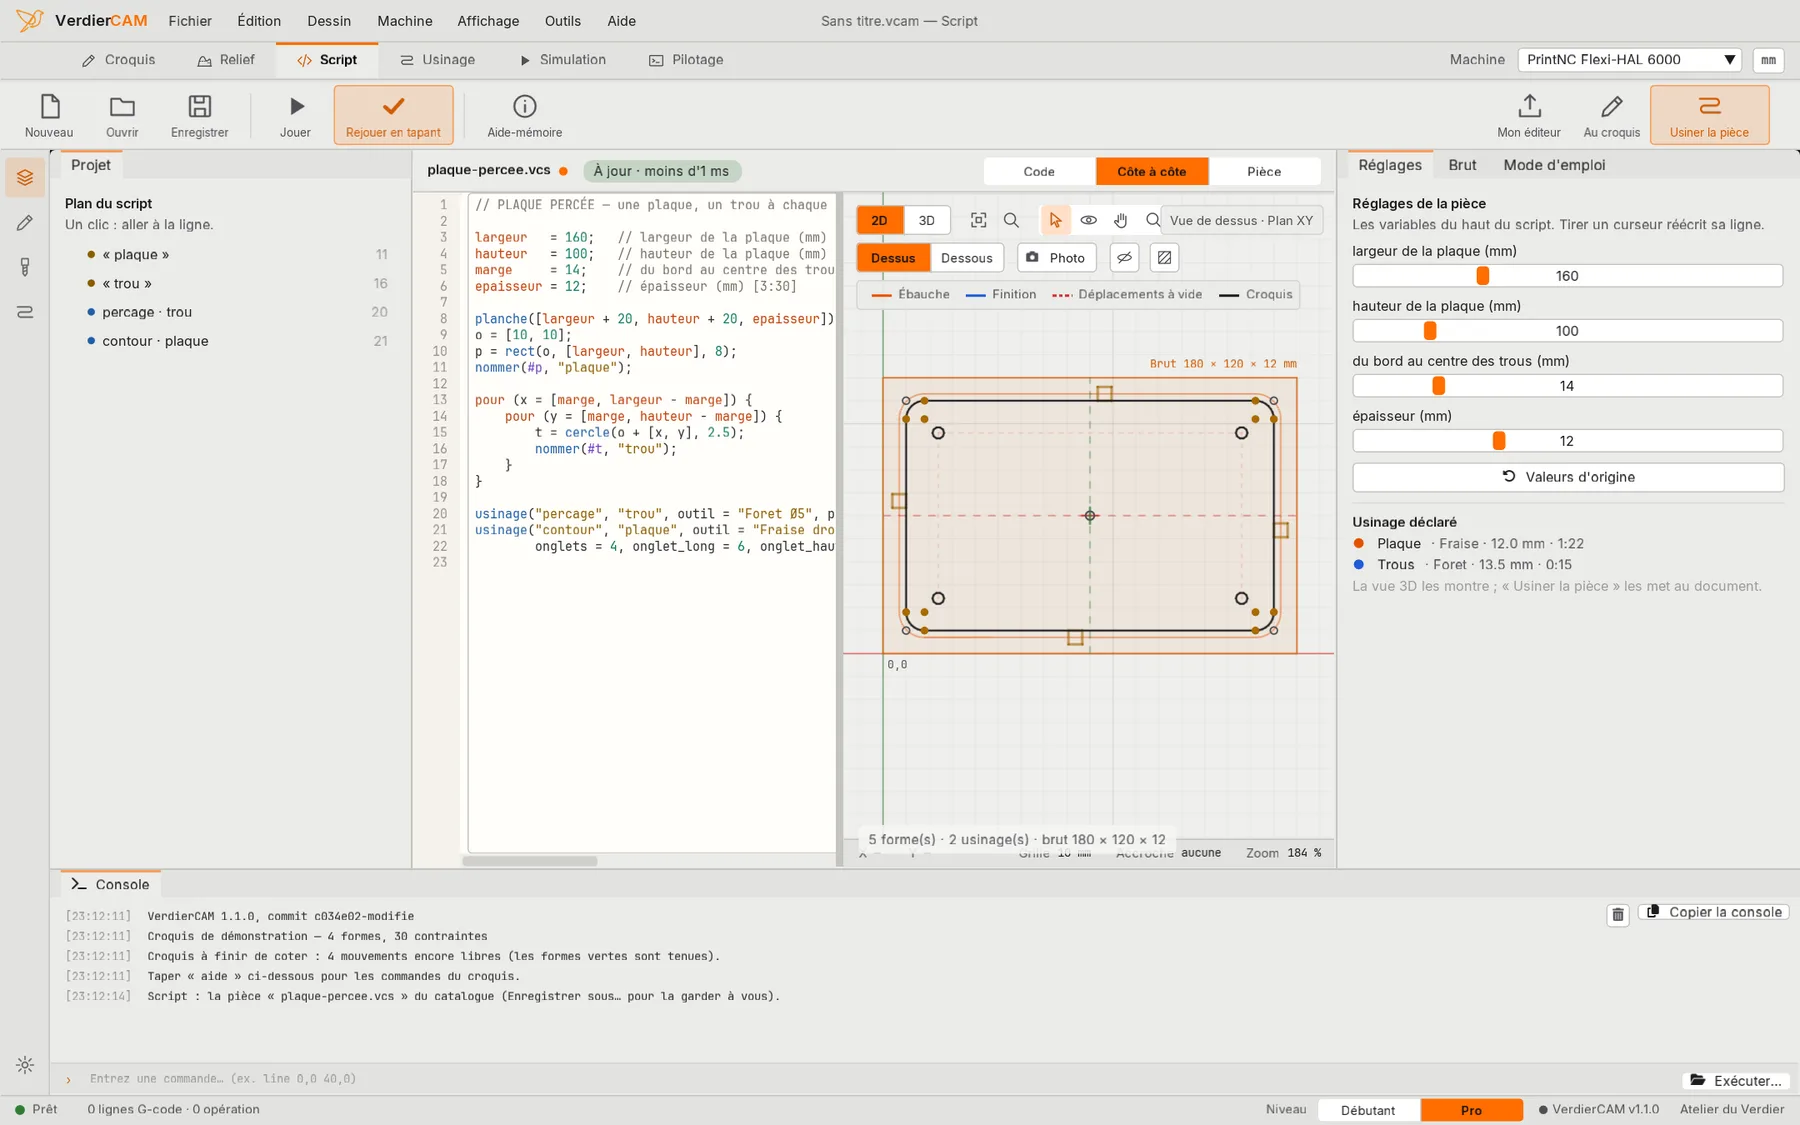 VerdierCAM Fichier Édition Dessin Machine Affichage Outils Aide Sans titre.vcam — Script
Croquis Relief Script Usinage Simulation Pilotage Machine PrintNC Flexi-HAL 6000 mm
Nouveau Ouvrir Enregistrer Jouer Rejouer en tapant Aide-mémoire Mon éditeur Au croquis Usiner la pièce
Projet
Plan du script
Un clic : aller à la ligne.
« plaque » 11
« trou » 16
percage · trou 20
contour · plaque 21
plaque-percee.vcs À jour · moins d'1 ms Code Côte à côte Pièce
1 // PLAQUE PERCÉE — une plaque, un trou à chaque
2
3 largeur = 160; // largeur de la plaque (mm)
4 hauteur = 100; // hauteur de la plaque (mm)
5 marge = 14; // du bord au centre des trou
6 epaisseur = 12; // épaisseur (mm) [3:30]
7
8 planche([largeur + 20, hauteur + 20, epaisseur])
9 o = [10, 10];
10 p = rect(o, [largeur, hauteur], 8);
11 nommer(#p, "plaque");
12
13 pour (x = [marge, largeur - marge]) {
14 pour (y = [marge, hauteur - marge]) {
15 t = cercle(o + [x, y], 2.5);
16 nommer(#t, "trou");
17 }
18 }
19
20 usinage("percage", "trou", outil = "Foret Ø5", p
21 usinage("contour", "plaque", outil = "Fraise dro
22 onglets = 4, onglet_long = 6, onglet_hau
23
2D 3D Vue de dessus · Plan XY
Dessus Dessous Photo
Ébauche Finition Déplacements à vide Croquis
Brut 180 × 120 × 12 mm
0,0
5 forme(s) · 2 usinage(s) · brut 180 × 120 × 12
X Y Grille 10 mm Accroche aucune Zoom 184 %
Réglages Brut Mode d'emploi
Réglages de la pièce
Les variables du haut du script. Tirer un curseur réécrit sa ligne.
largeur de la plaque (mm)
160
hauteur de la plaque (mm)
100
du bord au centre des trous (mm)
14
épaisseur (mm)
12
Valeurs d'origine
Usinage déclaré
Plaque · Fraise · 12.0 mm · 1:22
Trous · Foret · 13.5 mm · 0:15
La vue 3D les montre ; « Usiner la pièce » les met au document.
Console
[23:12:11] VerdierCAM 1.1.0, commit c034e02-modifie
[23:12:11] Croquis de démonstration — 4 formes, 30 contraintes
[23:12:11] Croquis à finir de coter : 4 mouvements encore libres (les formes vertes sont tenues).
[23:12:11] Taper « aide » ci-dessous pour les commandes du croquis.
[23:12:14] Script : la pièce « plaque-percee.vcs » du catalogue (Enregistrer sous… pour la garder à vous).
Copier la console
› Entrez une commande… (ex. line 0,0 40,0)
Exécuter…
Prêt 0 lignes G-code · 0 opération Niveau Débutant Pro VerdierCAM v1.1.0 Atelier du Verdier